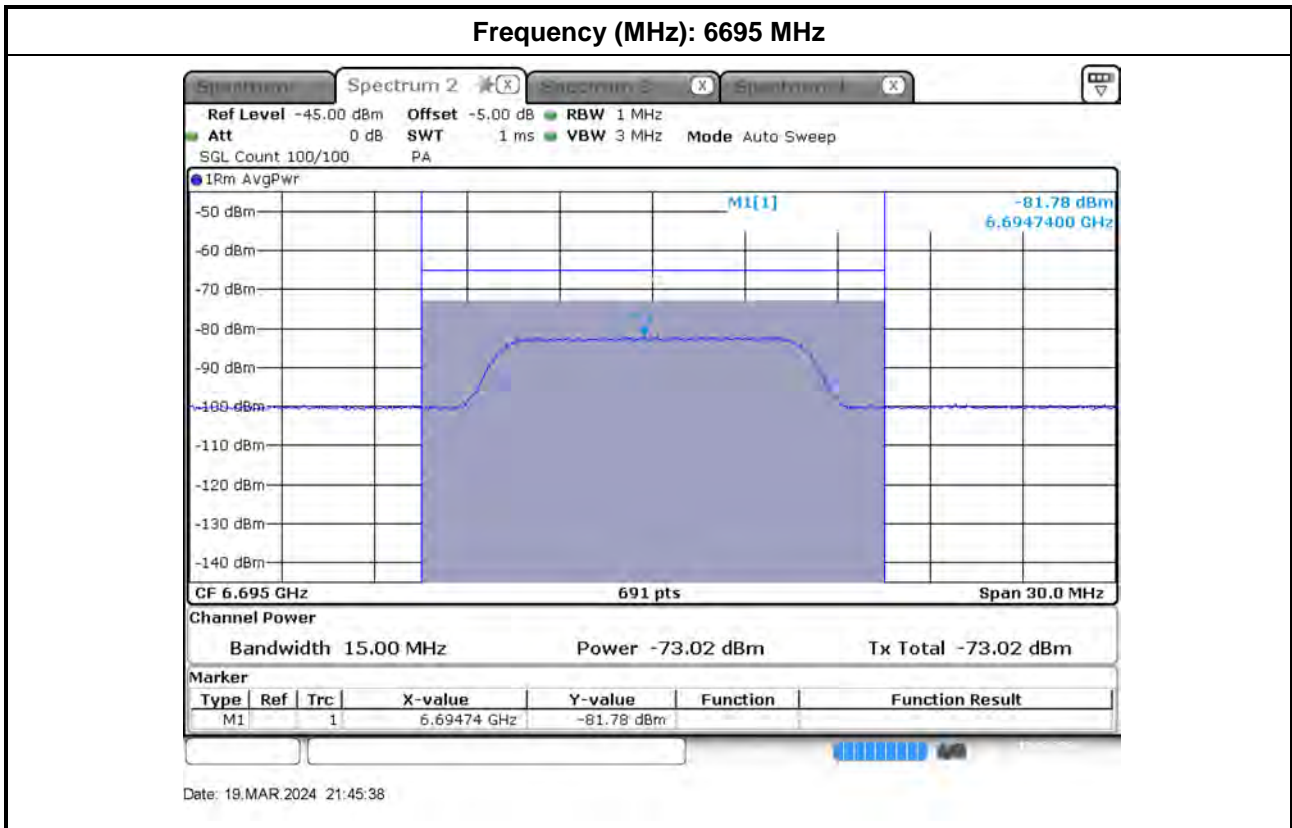 Frequency (MHz): 6695 MHz
Spectrum 2
Ref Level -45.00 dBm Offset -5.00 dB RBW 1 MHz
Att 0 dB SWT 1 ms VBW 3 MHz Mode Auto Sweep
SGL Count 100/100 PA
1Rm AvgPwr
M1[1] -81.78 dBm
6.6947400 GHz
-50 dBm
-60 dBm
-70 dBm
-80 dBm
-90 dBm
-100 dBm
-110 dBm
-120 dBm
-130 dBm
-140 dBm
CF 6.695 GHz 691 pts Span 30.0 MHz
Channel Power
Bandwidth 15.00 MHz Power -73.02 dBm Tx Total -73.02 dBm
Marker
Type Ref Trc X-value Y-value Function Function Result
M1 1 6.69474 GHz -81.78 dBm
Date: 19.MAR.2024 21:45:38